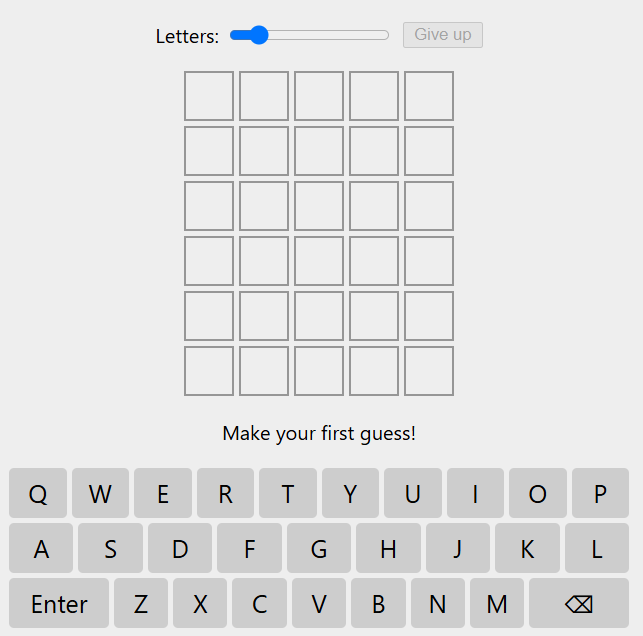 Letters: Give up
Make your first guess!
Q W E R T Y U I O P
A S D F G H J K L
Enter Z X C V B N M ⌫